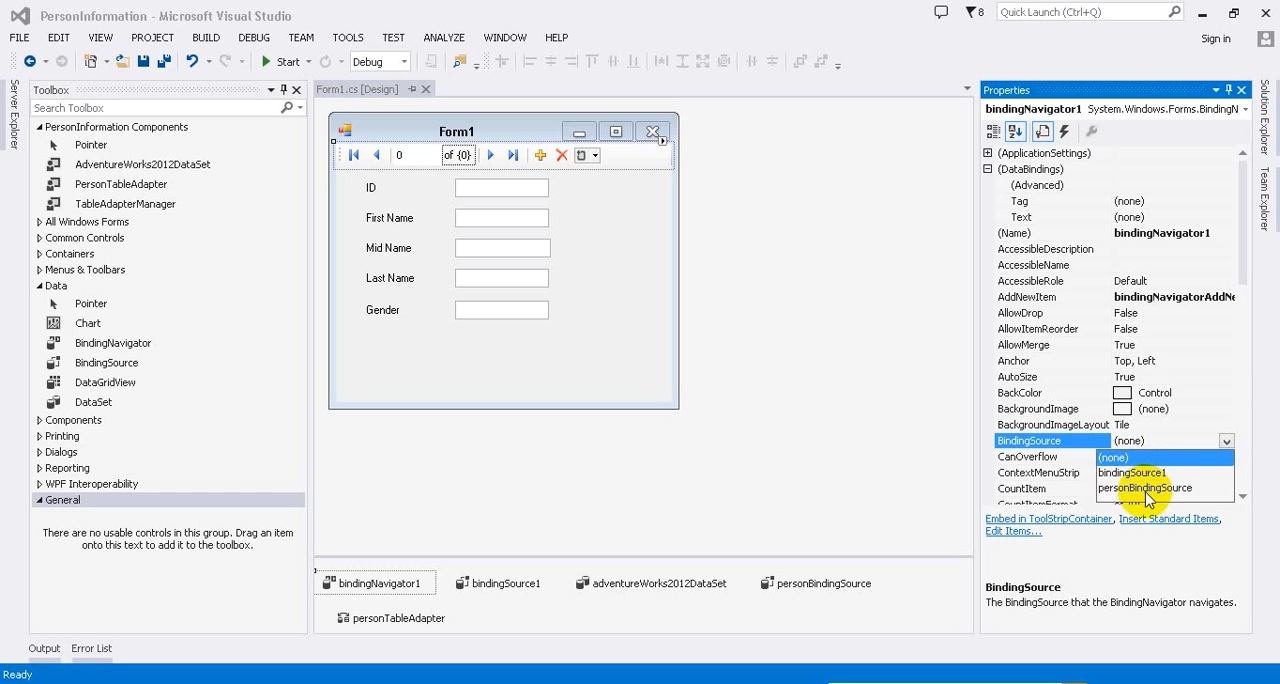 PersonInformation - Microsoft Visual Studio
8
Quick Launch (Ctrl+Q)
FILE EDIT VIEW PROJECT BUILD DEBUG TEAM TOOLS TEST ANALYZE WINDOW HELP
Sign in
Start Debug
Server Explorer
Toolbox
Search Toolbox
PersonInformation Components
Pointer
AdventureWorks2012DataSet
PersonTableAdapter
TableAdapterManager
All Windows Forms
Common Controls
Containers
Menus & Toolbars
Data
Pointer
Chart
BindingNavigator
BindingSource
DataGridView
DataSet
Components
Printing
Dialogs
Reporting
WPF Interoperability
General
There are no usable controls in this group. Drag an item
onto this text to add it to the toolbox.
Form1.cs [Design]
Form1
0 of {0}
ID
First Name
Mid Name
Last Name
Gender
bindingNavigator1 bindingSource1 adventureWorks2012DataSet personBindingSource
personTableAdapter
Properties
bindingNavigator1 System.Windows.Forms.BindingN
(ApplicationSettings)
(DataBindings)
(Advanced)
Tag (none)
Text (none)
(Name) bindingNavigator1
AccessibleDescription
AccessibleName
AccessibleRole Default
AddNewItem bindingNavigatorAddNe
AllowDrop False
AllowItemReorder False
AllowMerge True
Anchor Top, Left
AutoSize True
BackColor Control
BackgroundImage (none)
BackgroundImageLayout Tile
BindingSource (none)
CanOverflow (none)
ContextMenuStrip bindingSource1
CountItem personBindingSource
CountItemFormat
Embed in ToolStripContainer, Insert Standard Items,
Edit Items...
BindingSource
The BindingSource that the BindingNavigator navigates.
Solution Explorer
Team Explorer
Output Error List
Ready